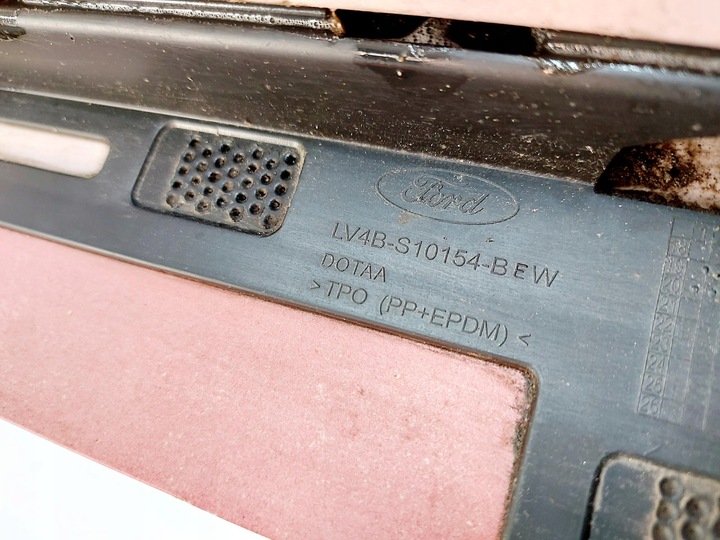 Ford
LV4B-S10154-BEW
DOTAA
>TPO (PP+EPDM)<